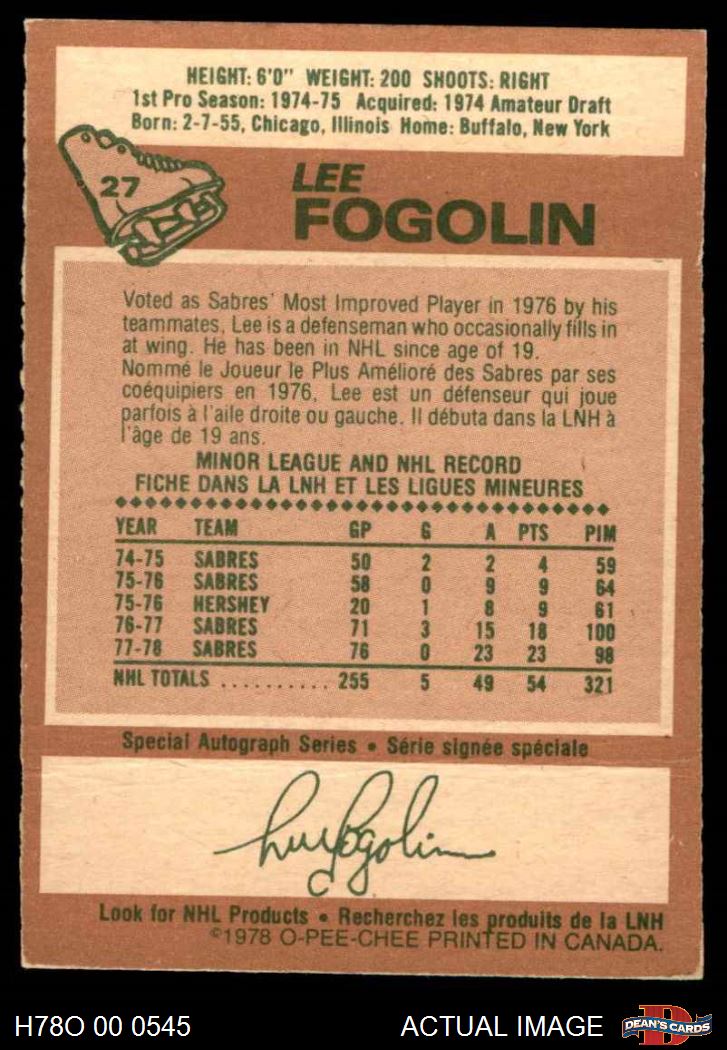 HEIGHT: 6'0" WEIGHT: 200 SHOOTS: RIGHT
1st Pro Season: 1974-75 Acquired: 1974 Amateur Draft
Born: 2-7-55, Chicago, Illinois Home: Buffalo, New York
27
LEE
FOGOLIN
Voted as Sabres' Most Improved Player in 1976 by his
teammates, Lee is a defenseman who occasionally fills in
at wing. He has been in NHL since age of 19.
Nommé le Joueur le Plus Amélioré des Sabres par ses
coéquipiers en 1976, Lee est un défenseur qui joue
parfois à l'aile droite ou gauche. Il débuta dans la LNH à
l'âge de 19 ans.
MINOR LEAGUE AND NHL RECORD
FICHE DANS LA LNH ET LES LIGUES MINEURES
YEAR TEAM GP G A PTS PIM
74-75 SABRES 50 2 2 4 59
75-76 SABRES 58 0 9 9 64
75-76 HERSHEY 20 1 8 9 61
76-77 SABRES 71 3 15 18 100
77-78 SABRES 76 0 23 23 98
NHL TOTALS .......... 255 5 49 54 321
Special Autograph Series • Série signée spéciale
Lee Fogolin
Look for NHL Products • Recherchez les produits de la LNH
©1978 O-PEE-CHEE PRINTED IN CANADA.
H78O 00 0545 ACTUAL IMAGE
D
DEAN'S CARDS